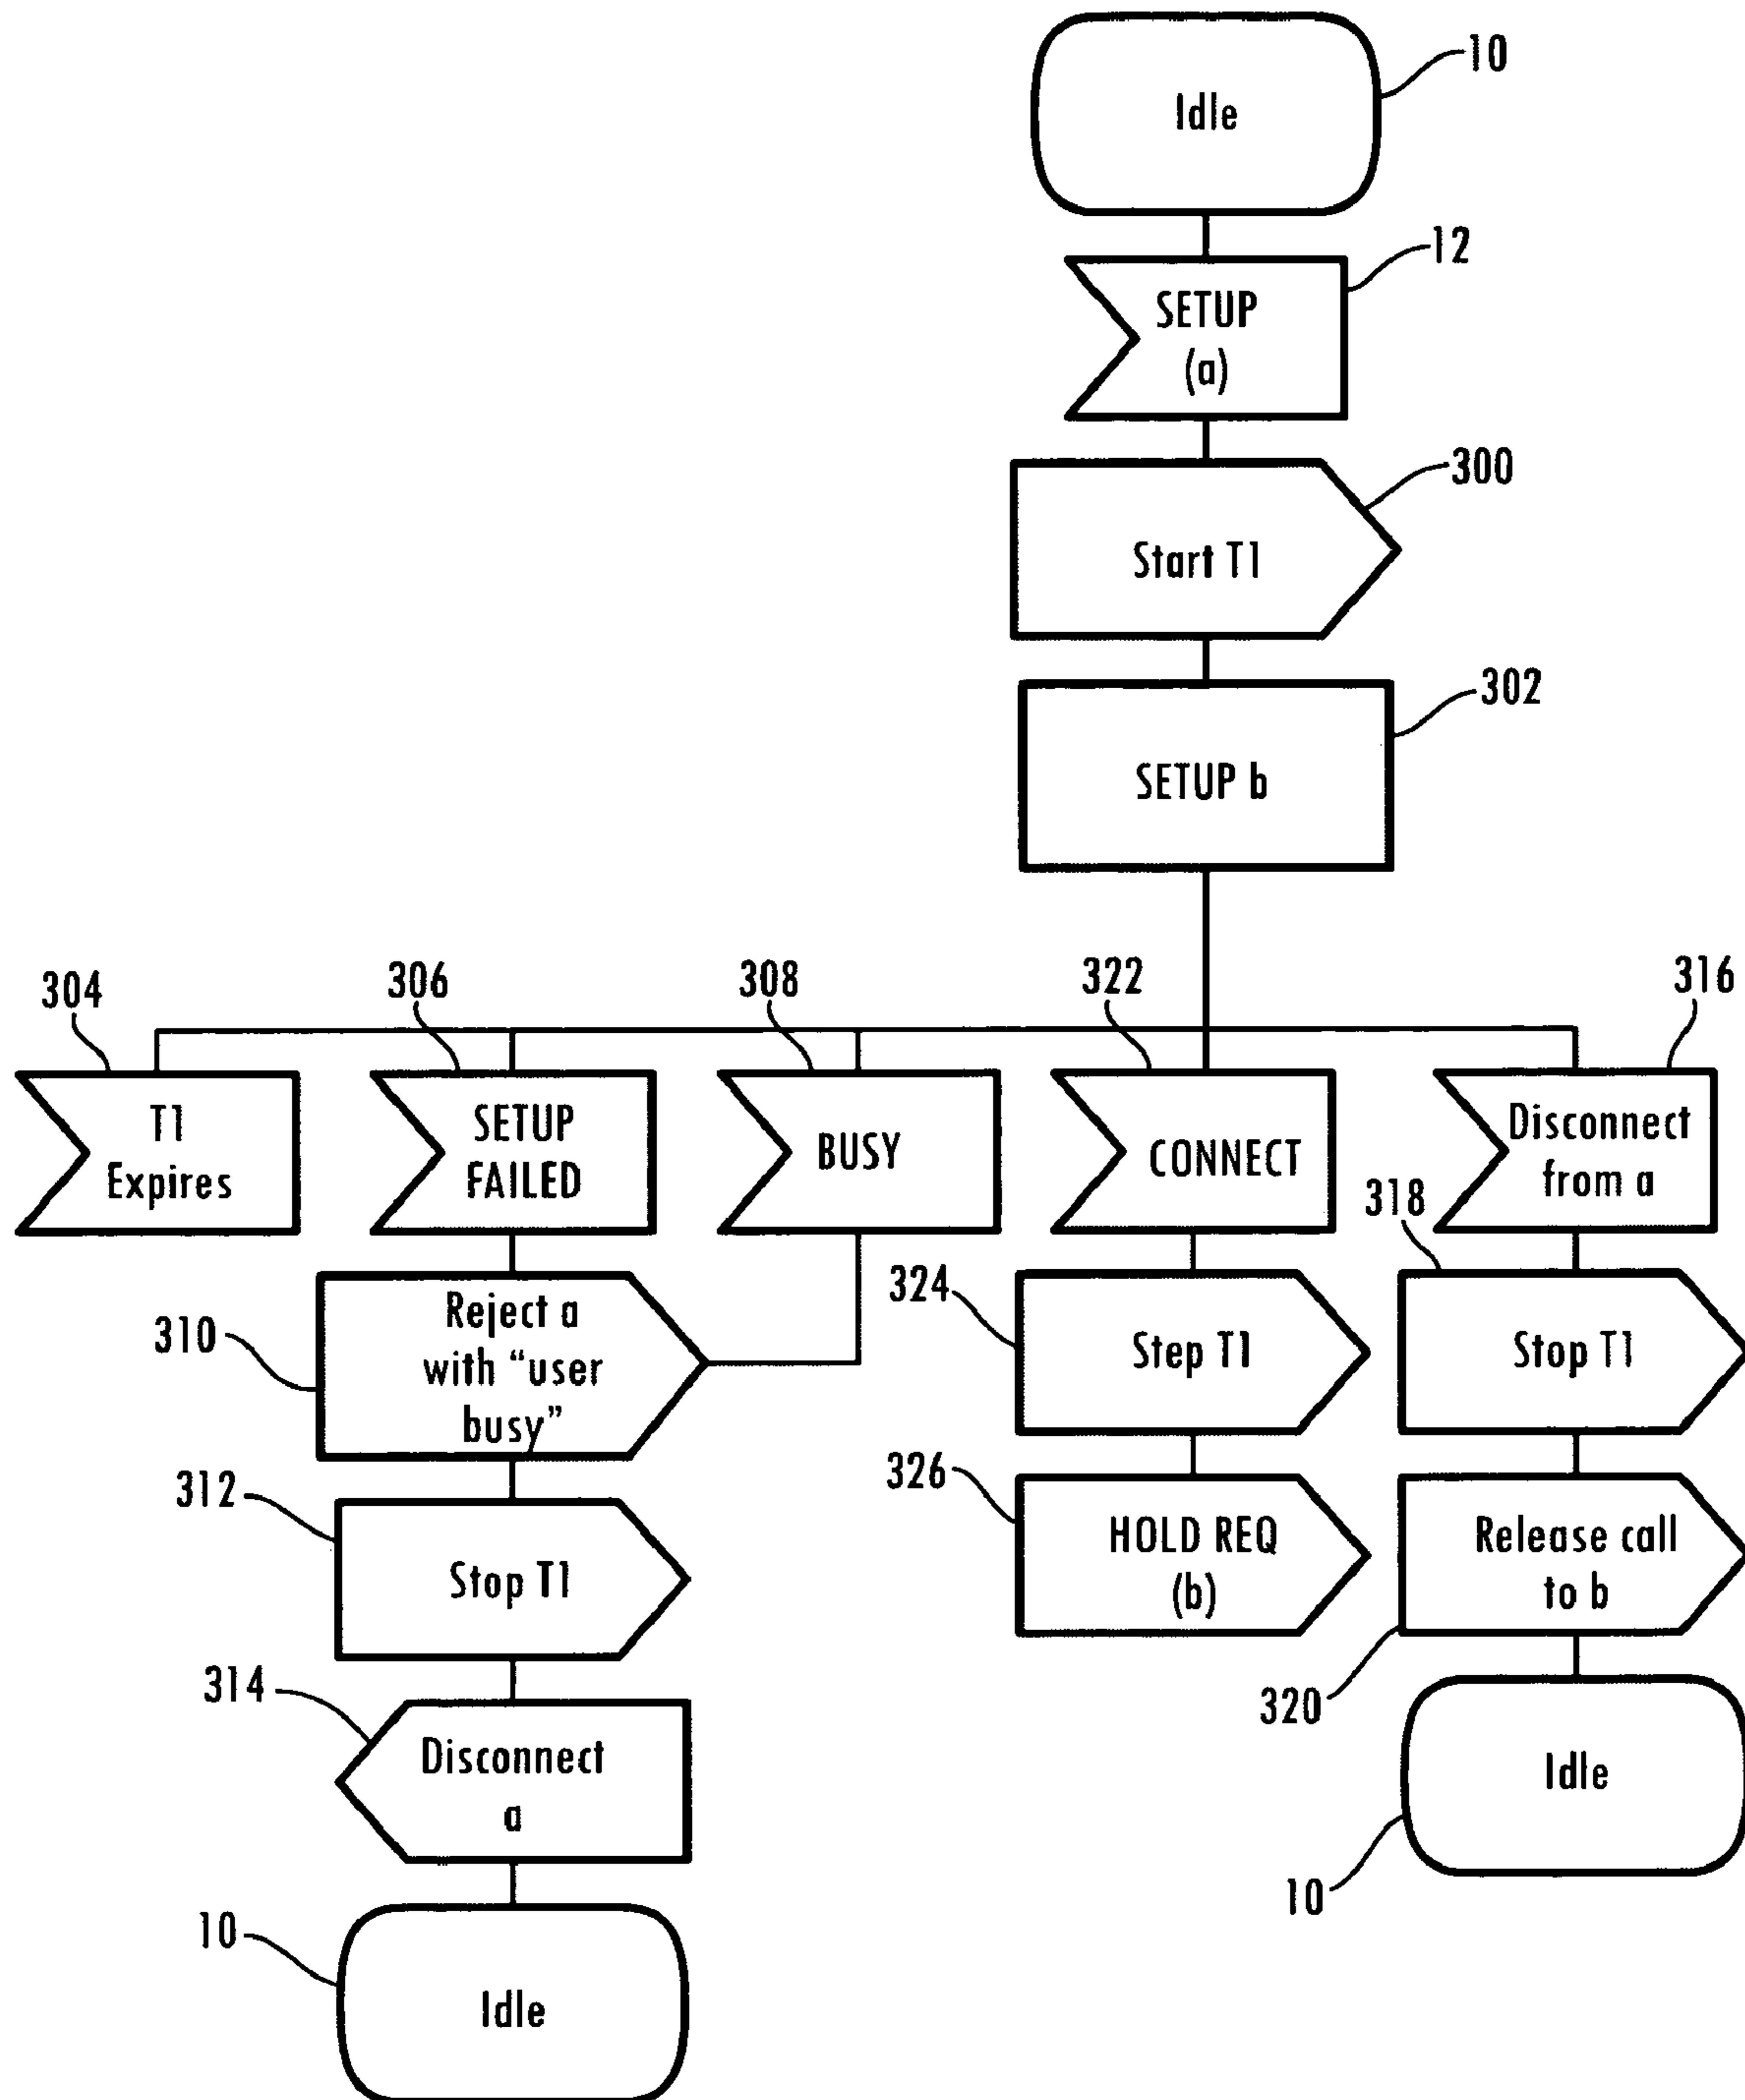 10
Idle
12
SETUP
(a)
300
Start T1
302
SETUP b
304
306
308
322
316
T1
Expires
SETUP
FAILED
BUSY
CONNECT
Disconnect
from a
318
310
Reject a
with “user
busy”
324
Step T1
Stop T1
312
Stop T1
326
HOLD REQ
(b)
Release call
to b
320
314
Disconnect
a
Idle
10
10
Idle